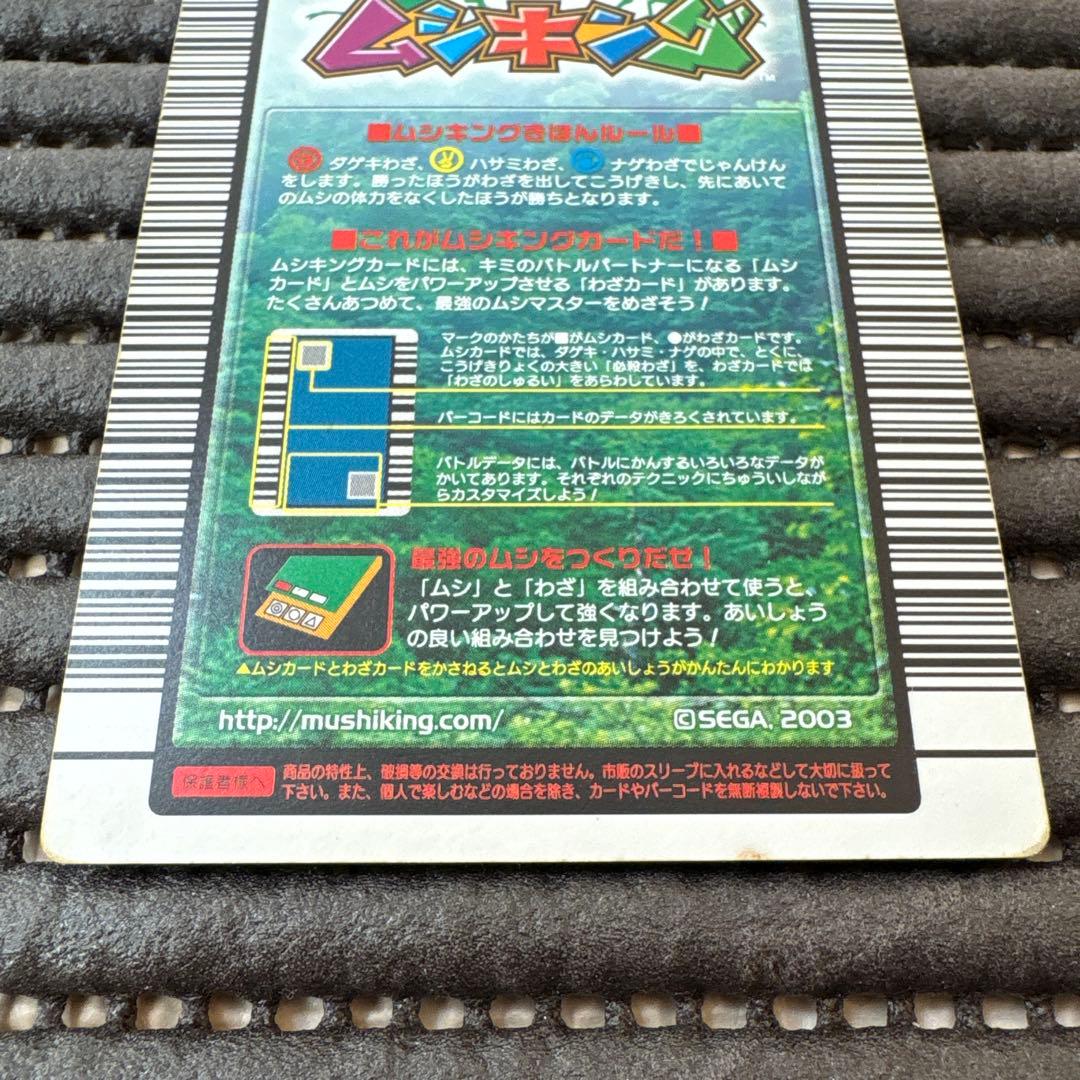 ムシキング
TM
■ムシキングきほんルール■
ダゲキわざ、 ハサミわざ、 ナゲわざでじゃんけん
をします。勝ったほうがわざを出してこうげきし、先にあいて
のムシの体力をなくしたほうが勝ちとなります。
■これがムシキングカードだ！■
ムシキングカードには、キミのバトルパートナーになる「ムシ
カード」とムシをパワーアップさせる「わざカード」があります。
たくさんあつめて、最強のムシマスターをめざそう！
マークのかたちが■がムシカード、●がわざカードです。
ムシカードでは、ダゲキ・ハサミ・ナゲの中で、とくに、
こうげきりょくの大きい「必殺わざ」を、わざカードでは
「わざのしゅるい」をあらわしています。
バーコードにはカードのデータがきろくされています。
バトルデータには、バトルにかんするいろいろなデータが
かいてあります。それぞれのテクニックにちゅういしなが
らカスタマイズしよう！
最強のムシをつくりだせ！
「ムシ」と「わざ」を組み合わせて使うと、
パワーアップして強くなります。あいしょう
の良い組み合わせを見つけよう！
▲ムシカードとわざカードをかさねるとムシとわざのあいしょうがかんたんにわかります
http://mushiking.com/
©SEGA, 2003
保護者様へ
商品の特性上、破損等の交換は行っておりません。市販のスリーブに入れるなどして大切に扱って
下さい。また、個人で楽しむなどの場合を除き、カードやバーコードを無断複製しないで下さい。